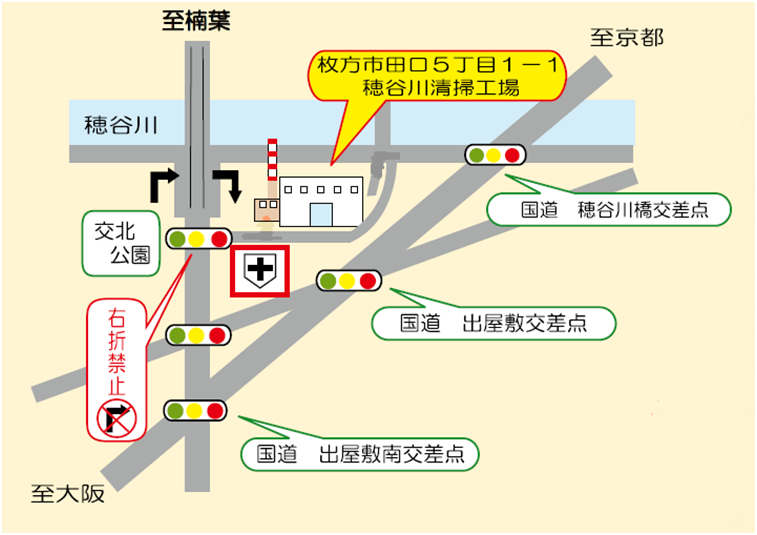 至楠葉
至京都
枚方市田口５丁目１－１
穂谷川清掃工場
穂谷川
国道　穂谷川橋交差点
交北
公園
国道　出屋敷交差点
右折禁止
国道　出屋敷南交差点
至大阪